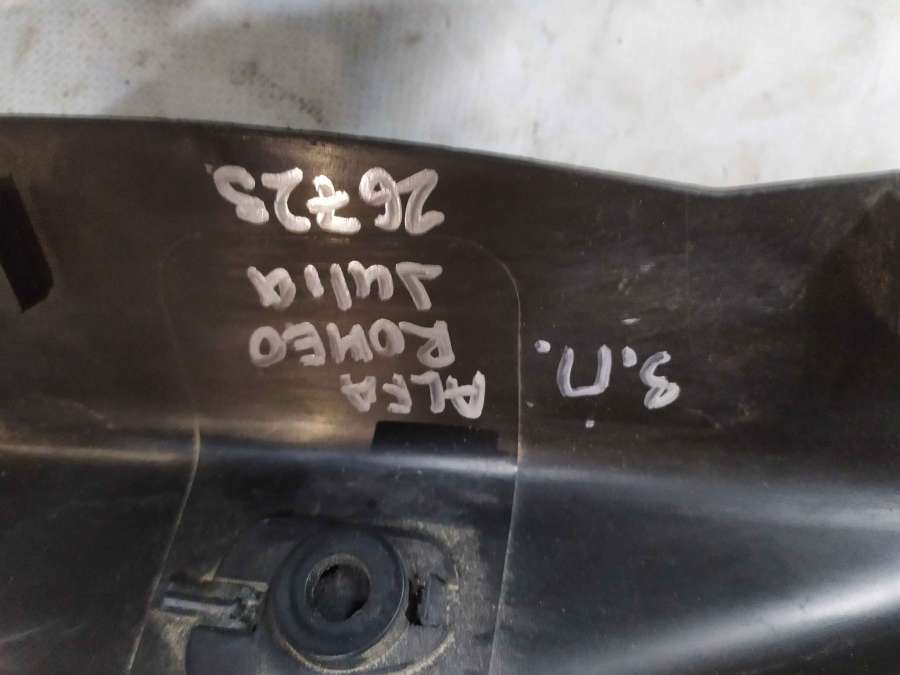 З.П.
ALFA
ROMEO
Julia
26723